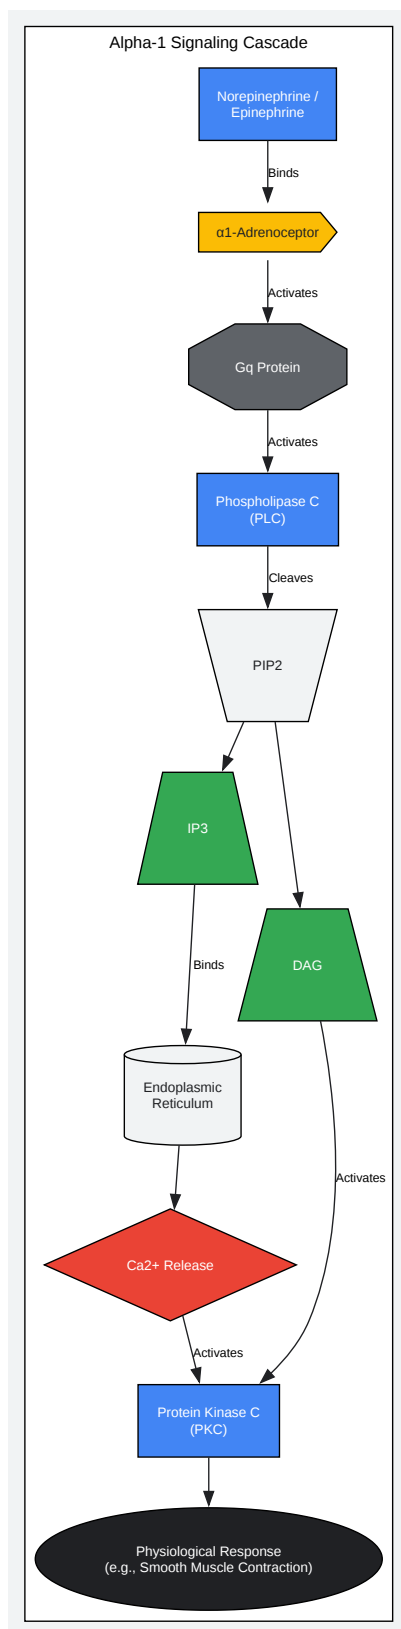 Alpha-1 Signaling Cascade
Norepinephrine /
Epinephrine
Binds
α1-Adrenoceptor
Activates
Gq Protein
Activates
Phospholipase C
(PLC)
Cleaves
PIP2
IP3
DAG
Binds
Endoplasmic
Reticulum
Activates
Ca2+ Release
Activates
Protein Kinase C
(PKC)
Physiological Response
(e.g., Smooth Muscle Contraction)